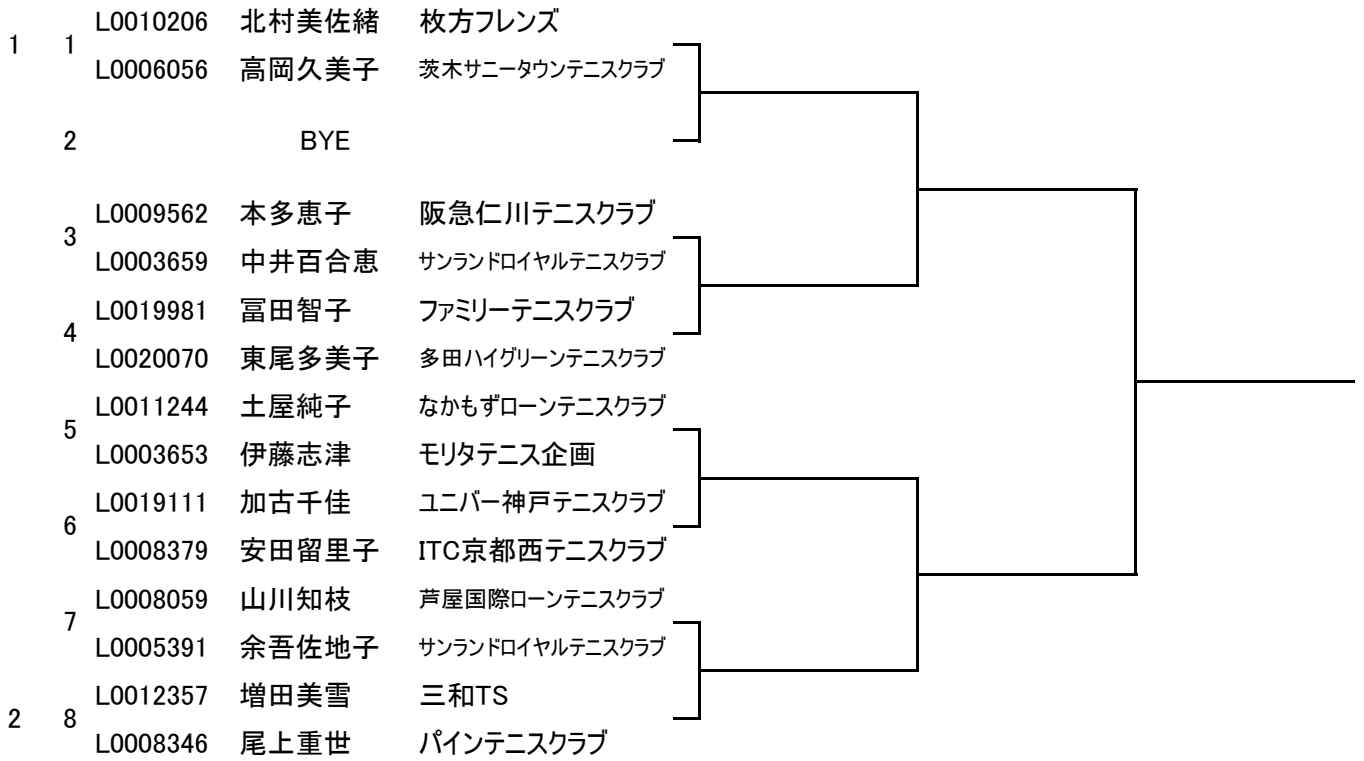 L0010206 北村美佐緒 枚方フレンズ
1 1
L0006056 高岡久美子 茨木サニータウンテニスクラブ
2 BYE
L0009562 本多恵子 阪急仁川テニスクラブ
3
L0003659 中井百合恵 サンランドロイヤルテニスクラブ
L0019981 冨田智子 ファミリーテニスクラブ
4
L0020070 東尾多美子 多田ハイグリーンテニスクラブ
L0011244 土屋純子 なかもずローンテニスクラブ
5
L0003653 伊藤志津 モリタテニス企画
L0019111 加古千佳 ユニバー神戸テニスクラブ
6
L0008379 安田留里子 ITC京都西テニスクラブ
L0008059 山川知枝 芦屋国際ローンテニスクラブ
7
L0005391 余吾佐地子 サンランドロイヤルテニスクラブ
L0012357 増田美雪 三和TS
2 8
L0008346 尾上重世 パインテニスクラブ